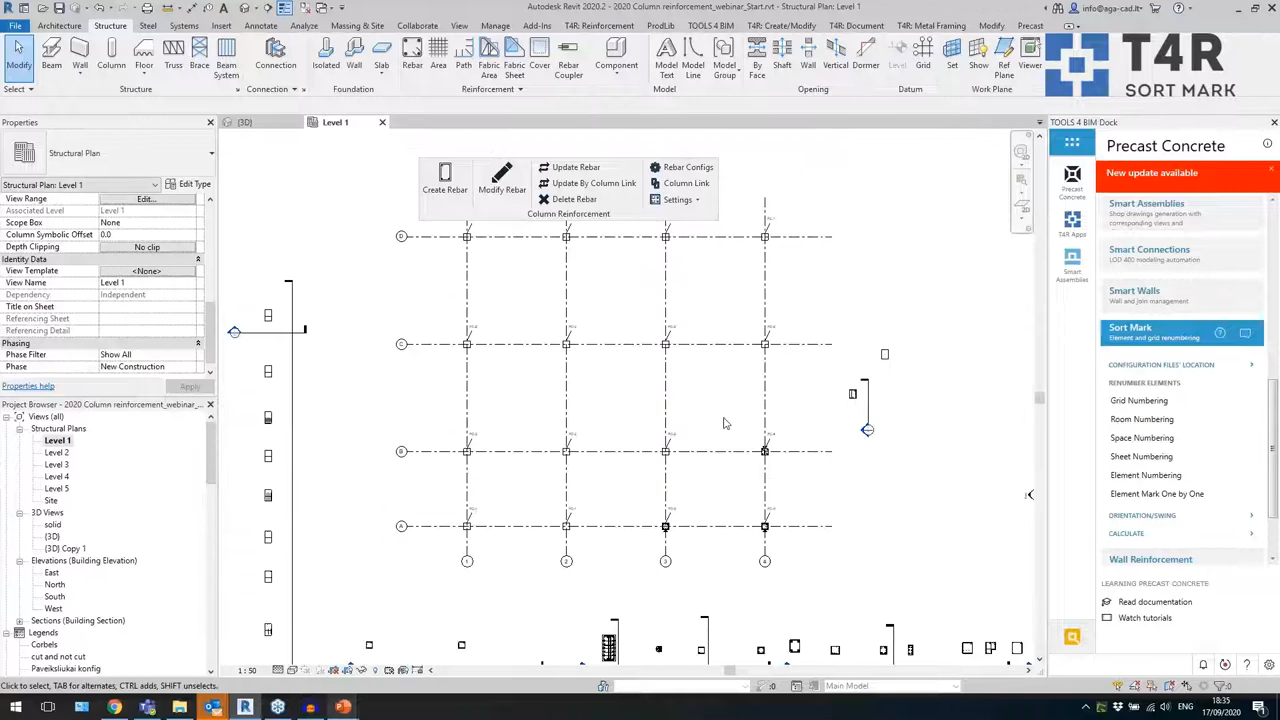 Autodesk Revit 2020.2 - 2020 Column reinforcement_webinar_Start.rvt - Structural Plan: Level 1
info@aga-cad.lt
File Architecture Structure Steel Precast Systems Insert Annotate Analyze Massing & Site Collaborate View Manage Add-Ins T4R: Reinforcement ProdLib T4R: Create/Modify T4R: Document T4R: Metal Framing Modify Precast
Modify Beam Wall Column Floor Truss Brace Beam System Connection Isolated Wall Slab Rebar Area Path Fabric Area Fabric Sheet Cover Rebar Coupler Component Model Text Model Line Model Group By Face Shaft Wall Vertical Dormer Level Grid Set Show Ref Plane Viewer
Select Structure Connection Foundation Reinforcement Model Opening Datum Work Plane
T4R
SORT MARK
Properties
(3D)
Level 1
TOOLS 4 BIM Dock
Structural Plan
Structural Plan: Level 1
Edit Type
View Range Edit...
Associated Level Level 1
Scope Box None
Column Symbolic Offset 0.0
Depth Clipping No clip
Identity Data
View Template <None>
View Name Level 1
Dependency Independent
Title on Sheet
Referencing Sheet
Referencing Detail
Phasing
Phase Filter Show All
Phase New Construction
Properties help
Apply
Project Browser - 2020 Column reinforcement_webinar_...
Views (all)
Structural Plans
Level 1
Level 2
Level 3
Level 4
Level 5
Site
3D Views
solid
{3D}
{3D} Copy 1
Elevations (Building Elevation)
East
North
South
West
Sections (Building Section)
Legends
Corbels
cut and not cut
Paveiksliukai konfig
Create Rebar
Modify Rebar
Update Rebar
Update By Column Link
Delete Rebar
Rebar Configs
Column Link
Settings
Column Reinforcement
D
C
B
A
1 2 3 4
1 : 50
Precast Concrete
New update available
Precast Concrete
T4R Apps
Smart Assemblies
Smart Assemblies
Shop drawings generation with corresponding views and
Smart Connections
LOD 400 modeling automation
Smart Walls
Wall and join management
Sort Mark
Element and grid renumbering
CONFIGURATION FILES' LOCATION
RENUMBER ELEMENTS
Grid Numbering
Room Numbering
Space Numbering
Sheet Numbering
Element Numbering
Element Mark One by One
ORIENTATION/SWING
CALCULATE
Wall Reinforcement
LEARNING PRECAST CONCRETE
Read documentation
Watch tutorials
Click to select, TAB for alternates, CTRL adds, SHIFT unselects.
:0
Main Model
:0
ENG
18:35
17/09/2020